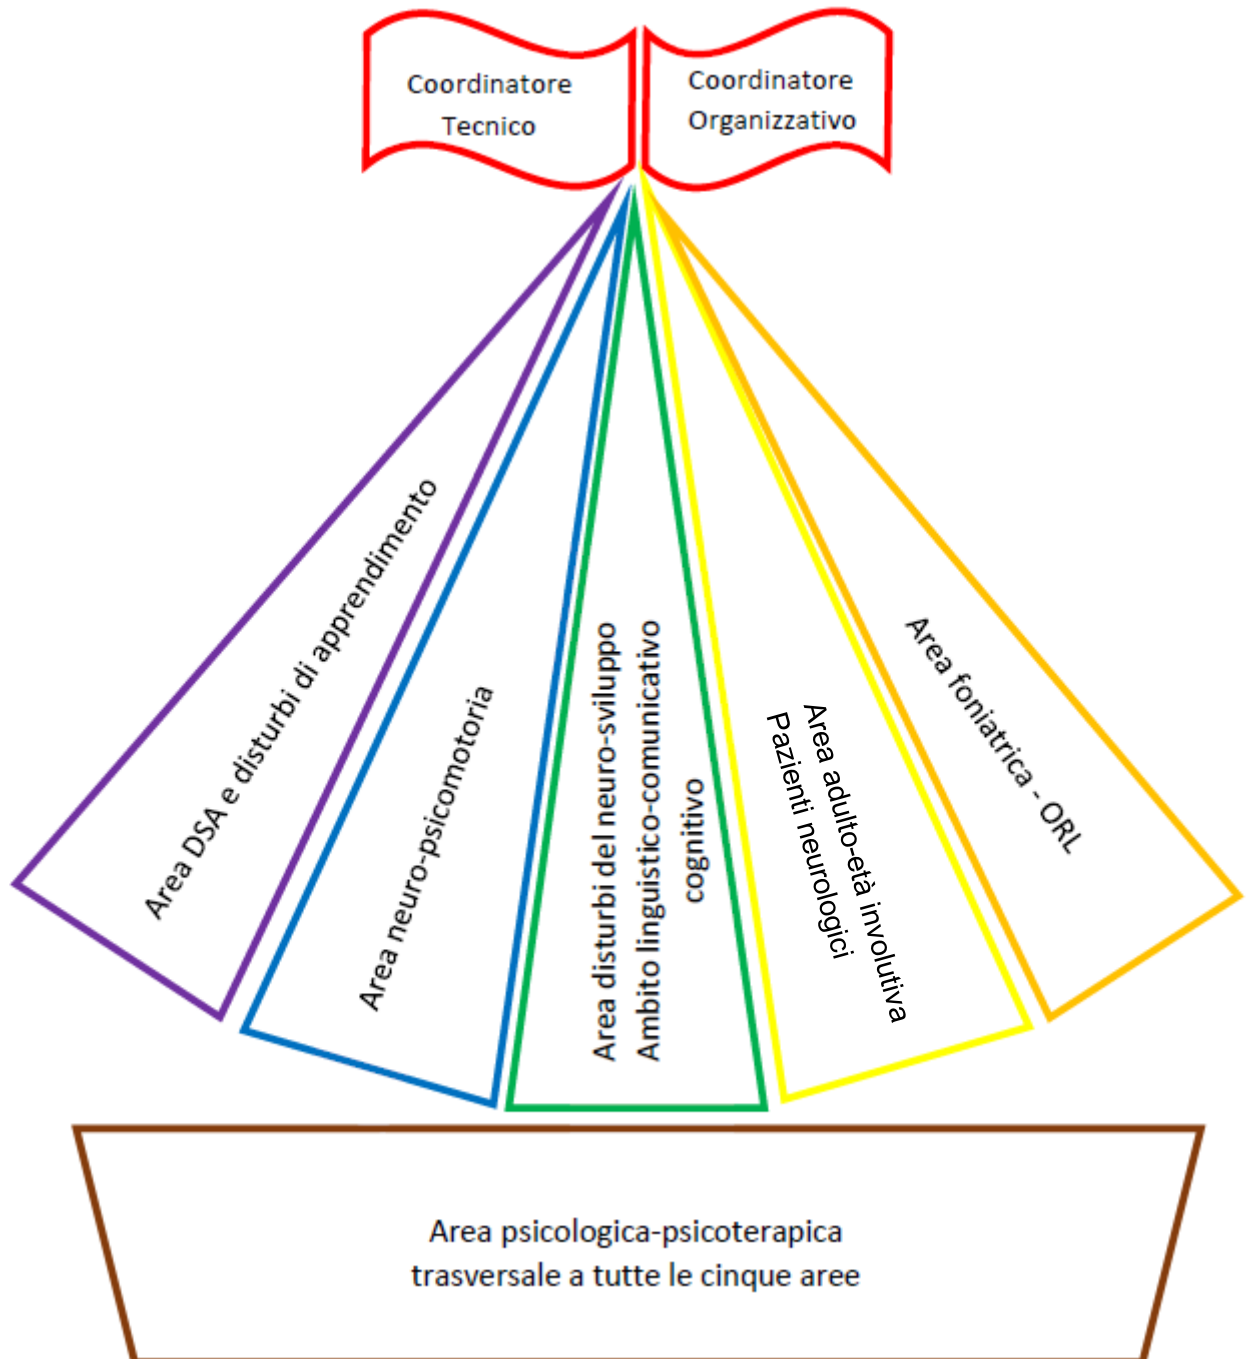 Coordinatore
Tecnico
Coordinatore
Organizzativo
Area DSA e disturbi di apprendimento
Area neuro-psicomotoria
Area disturbi del neuro-sviluppo
Ambito linguistico-comunicativo
cognitivo
Area adulto-età involutiva
Pazienti neurologici
Area foniatrica - ORL
Area psicologica-psicoterapica
trasversale a tutte le cinque aree